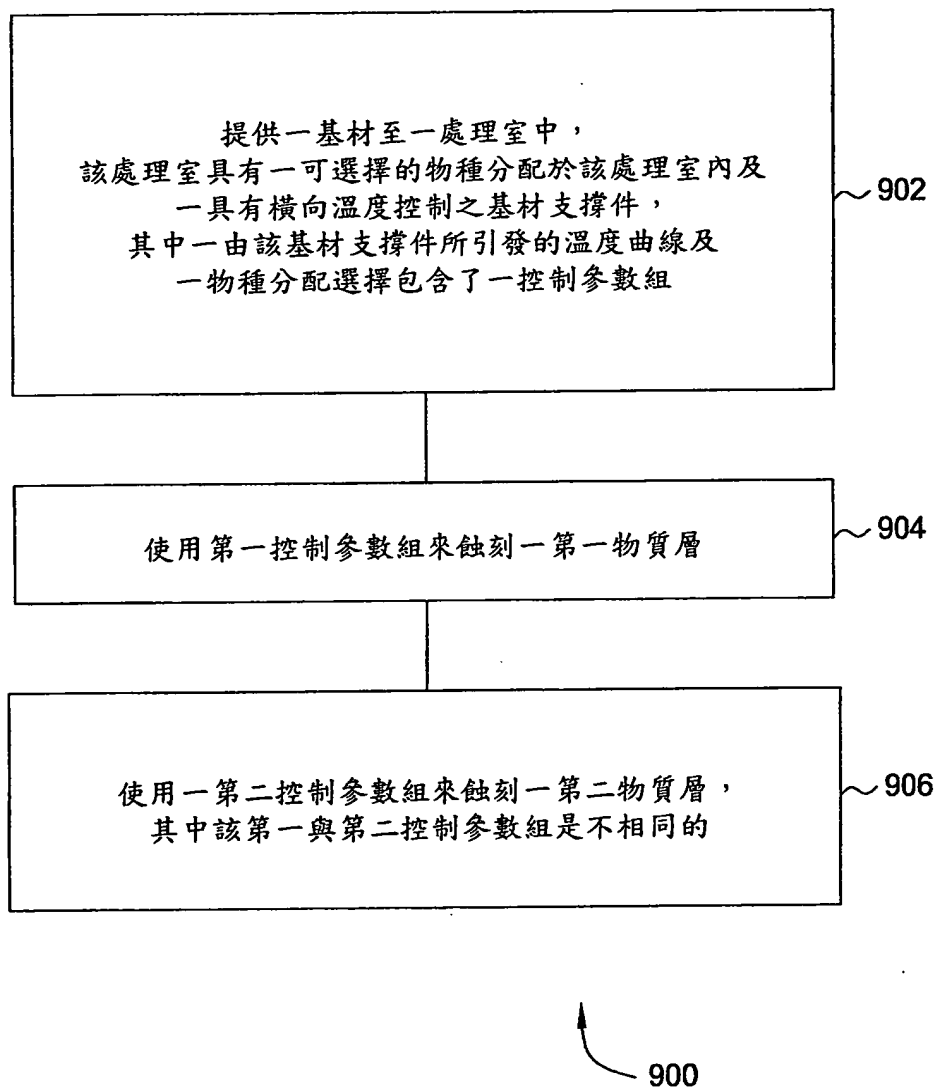 提供一基材至一處理室中，
該處理室具有一可選擇的物種分配於該處理室內及
一具有橫向溫度控制之基材支撐件，
其中一由該基材支撐件所引發的溫度曲線及
一物種分配選擇包含了一控制參數組
902
使用第一控制參數組來蝕刻一第一物質層
904
使用一第二控制參數組來蝕刻一第二物質層，
其中該第一與第二控制參數組是不相同的
906
900